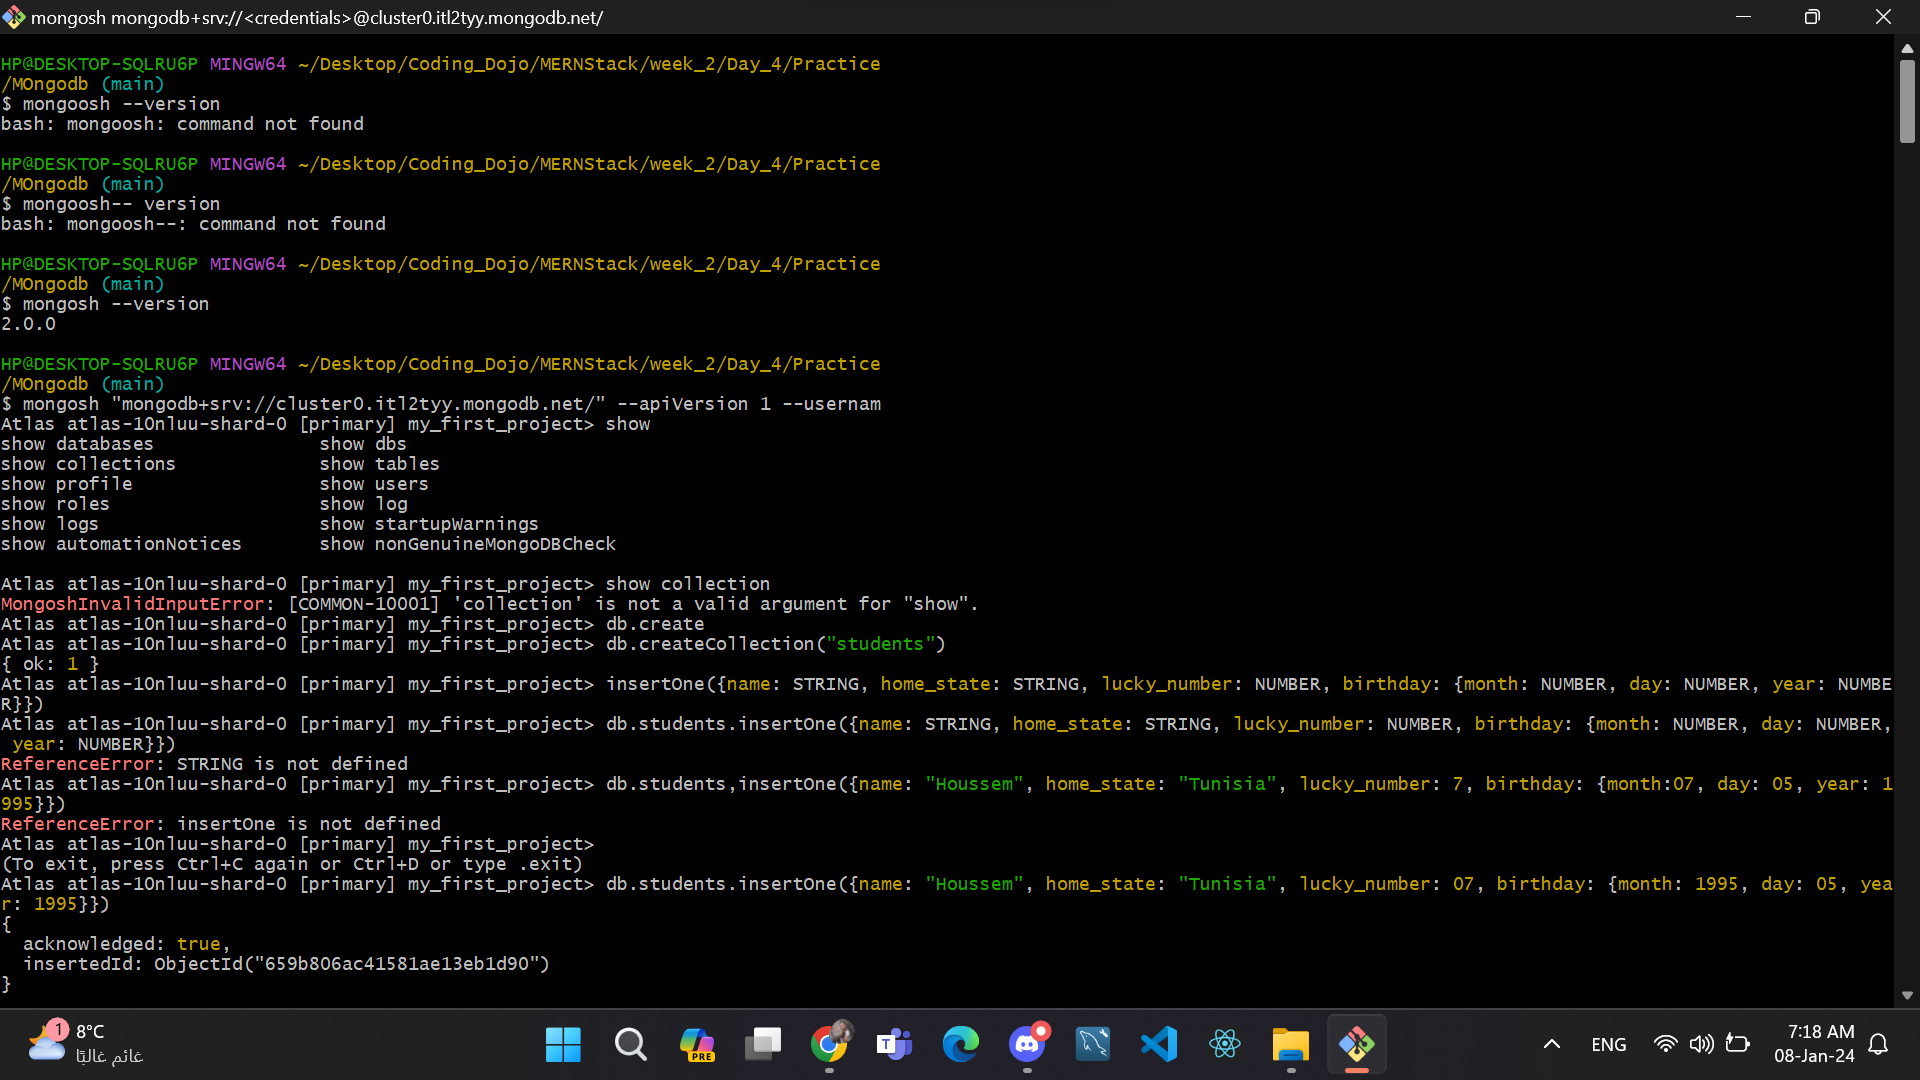 mongosh mongodb+srv://<credentials>@cluster0.itl2tyy.mongodb.net/
HP@DESKTOP-SQLRU6P MINGW64 ~/Desktop/Coding_Dojo/MERNStack/week_2/Day_4/Practice
/MOngodb (main)
$ mongoosh --version
bash: mongoosh: command not found
HP@DESKTOP-SQLRU6P MINGW64 ~/Desktop/Coding_Dojo/MERNStack/week_2/Day_4/Practice
/MOngodb (main)
$ mongoosh-- version
bash: mongoosh--: command not found
HP@DESKTOP-SQLRU6P MINGW64 ~/Desktop/Coding_Dojo/MERNStack/week_2/Day_4/Practice
/MOngodb (main)
$ mongosh --version
2.0.0
HP@DESKTOP-SQLRU6P MINGW64 ~/Desktop/Coding_Dojo/MERNStack/week_2/Day_4/Practice
/MOngodb (main)
$ mongosh "mongodb+srv://cluster0.itl2tyy.mongodb.net/" --apiVersion 1 --usernam
Atlas atlas-10nluu-shard-0 [primary] my_first_project> show
show databases show dbs
show collections show tables
show profile show users
show roles show log
show logs show startupWarnings
show automationNotices show nonGenuineMongoDBCheck
Atlas atlas-10nluu-shard-0 [primary] my_first_project> show collection
MongoshInvalidInputError: [COMMON-10001] 'collection' is not a valid argument for "show".
Atlas atlas-10nluu-shard-0 [primary] my_first_project> db.create
Atlas atlas-10nluu-shard-0 [primary] my_first_project> db.createCollection("students")
{ ok: 1 }
Atlas atlas-10nluu-shard-0 [primary] my_first_project> insertOne({name: STRING, home_state: STRING, lucky_number: NUMBER, birthday: {month: NUMBER, day: NUMBER, year: NUMBE
R}})
Atlas atlas-10nluu-shard-0 [primary] my_first_project> db.students.insertOne({name: STRING, home_state: STRING, lucky_number: NUMBER, birthday: {month: NUMBER, day: NUMBER,
year: NUMBER}})
ReferenceError: STRING is not defined
Atlas atlas-10nluu-shard-0 [primary] my_first_project> db.students,insertOne({name: "Houssem", home_state: "Tunisia", lucky_number: 7, birthday: {month:07, day: 05, year: 1
995}})
ReferenceError: insertOne is not defined
Atlas atlas-10nluu-shard-0 [primary] my_first_project>
(To exit, press Ctrl+C again or Ctrl+D or type .exit)
Atlas atlas-10nluu-shard-0 [primary] my_first_project> db.students.insertOne({name: "Houssem", home_state: "Tunisia", lucky_number: 07, birthday: {month: 1995, day: 05, yea
r: 1995}})
{
acknowledged: true,
insertedId: ObjectId("659b806ac41581ae13eb1d90")
}
1
8°C
غائم غالبًا
PRE
T
ENG
7:18 AM
08-Jan-24